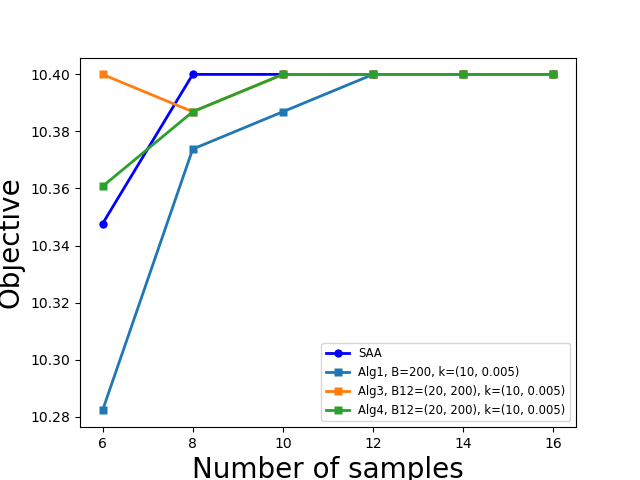 10.40
10.38
10.36
10.34
10.32
10.30
10.28
Objective
SAA
Alg1, B=200, k=(10, 0.005)
Alg3, B12=(20, 200), k=(10, 0.005)
Alg4, B12=(20, 200), k=(10, 0.005)
6 8 10 12 14 16
Number of samples